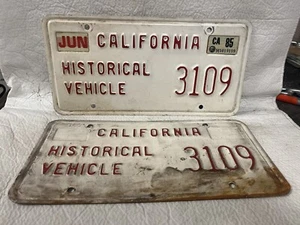 JUN CALIFORNIA CA 85
HISTORICAL
VEHICLE 3109
CALIFORNIA
HISTORICAL
VEHICLE 3109